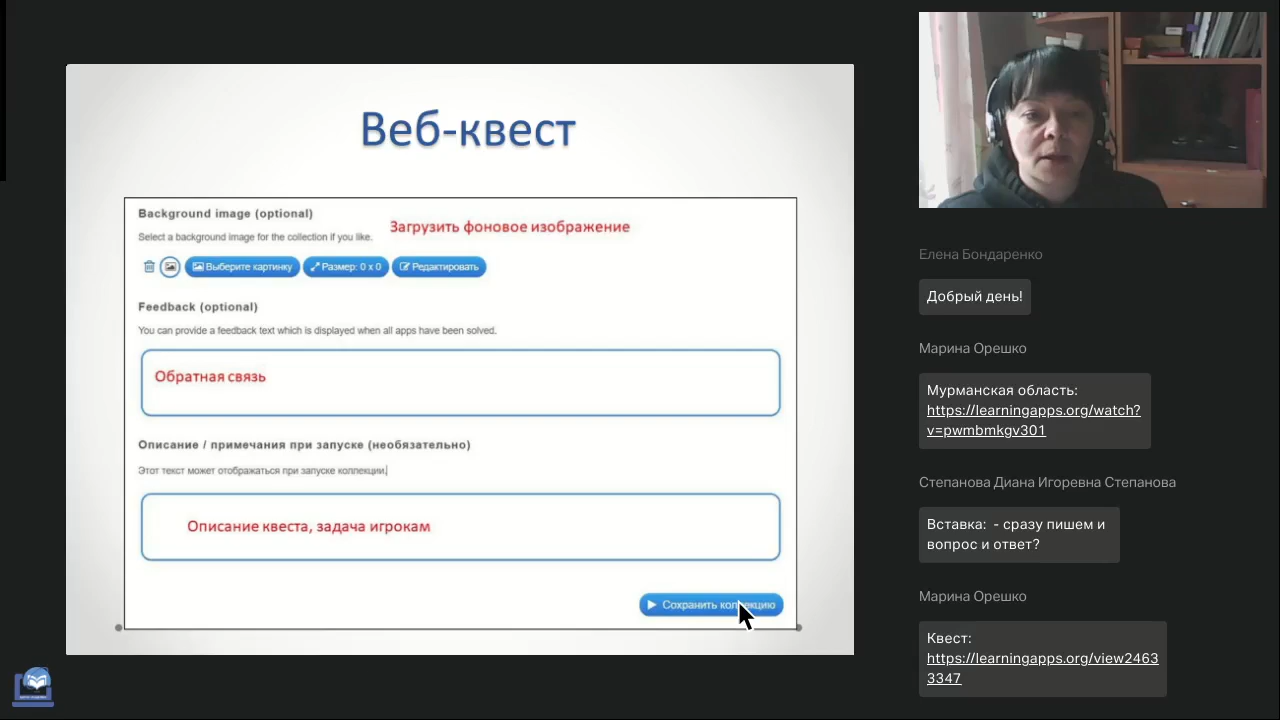 Веб-квест
Background image (optional)
Select a background image for the collection if you like.
Загрузить фоновое изображение
Выберите картинку
Размер: 0 x 0
Редактировать
Feedback (optional)
You can provide a feedback text which is displayed when all apps have been solved.
Обратная связь
Описание / примечания при запуске (необязательно)
Этот текст может отображаться при запуске коллекции.
Описание квеста, задача игрокам
Сохранить коллекцию
Елена Бондаренко
Добрый день!
Марина Орешко
Мурманская область:
https://learningapps.org/watch?
v=pwmbmkgv301
Степанова Диана Игоревна Степанова
Вставка:  - сразу пишем и
вопрос и ответ?
Марина Орешко
Квест:
https://learningapps.org/view2463
3347